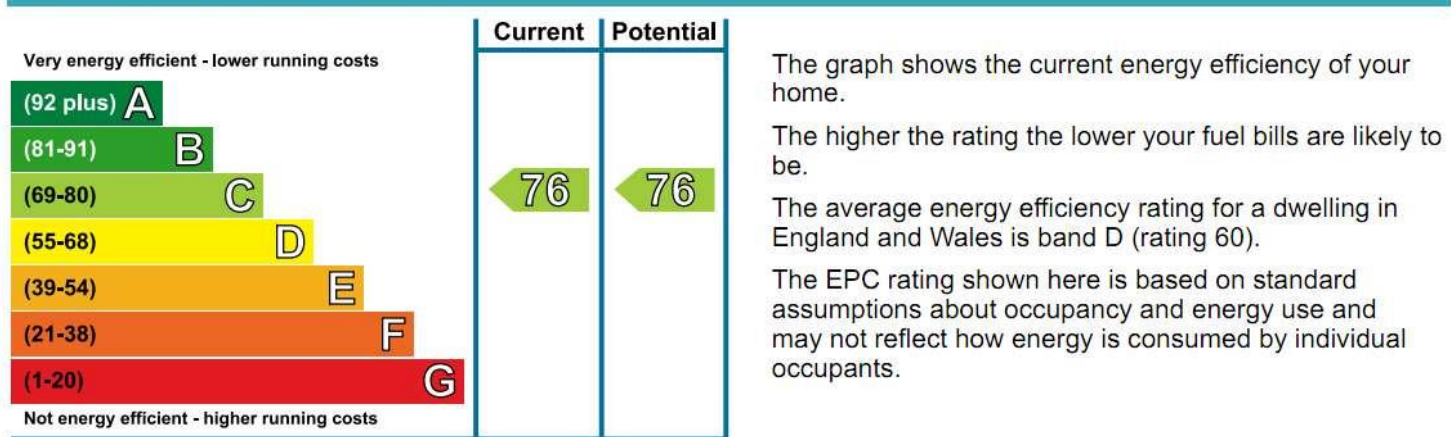 Current Potential
Very energy efficient - lower running costs
(92 plus) A
(81-91) B
(69-80) C
76 76
(55-68) D
(39-54) E
(21-38) F
(1-20) G
Not energy efficient - higher running costs
The graph shows the current energy efficiency of your
home.
The higher the rating the lower your fuel bills are likely to
be.
The average energy efficiency rating for a dwelling in
England and Wales is band D (rating 60).
The EPC rating shown here is based on standard
assumptions about occupancy and energy use and
may not reflect how energy is consumed by individual
occupants.